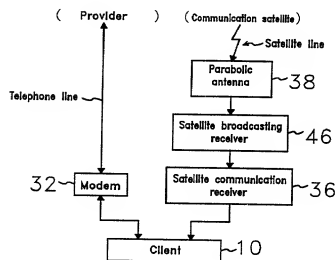 ( Provider )
(Communication satellite)
Satellite line
Parabolic
antenna
38
Telephone line
Satellite broadcasting
receiver
46
32
Modem
Satellite communication
receiver
36
Client
10